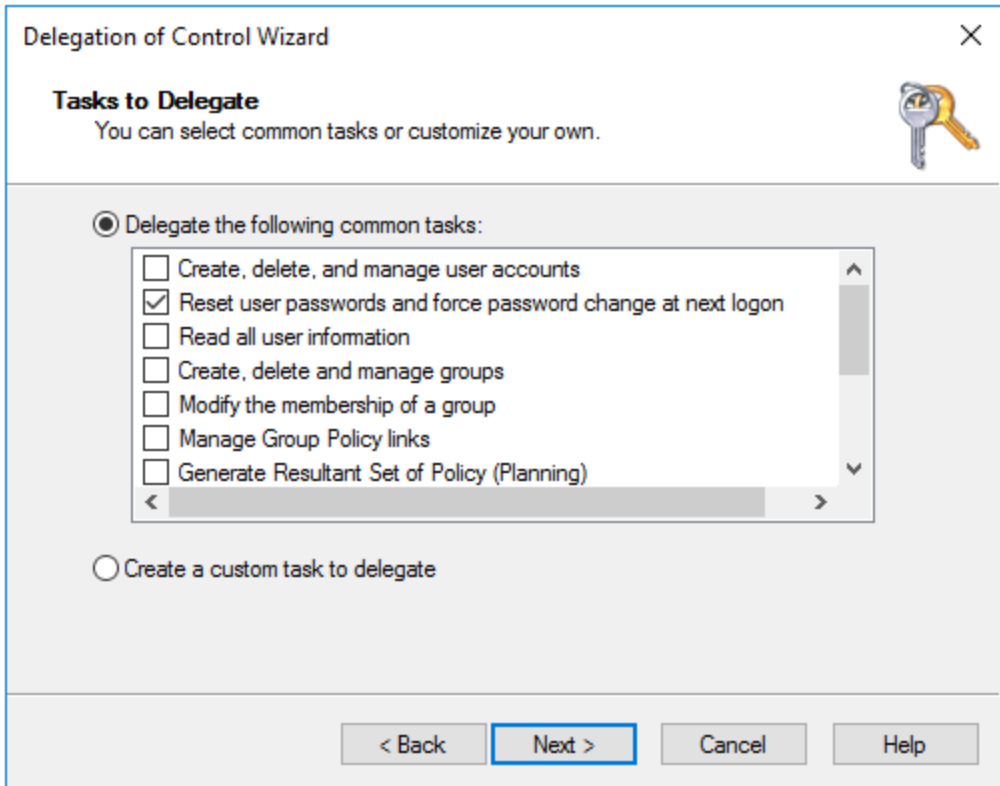 Delegation of Control Wizard
Tasks to Delegate
You can select common tasks or customize your own.
Delegate the following common tasks:
Create, delete, and manage user accounts
Reset user passwords and force password change at next logon
Read all user information
Create, delete and manage groups
Modify the membership of a group
Manage Group Policy links
Generate Resultant Set of Policy (Planning)
Create a custom task to delegate
< Back Next > Cancel Help